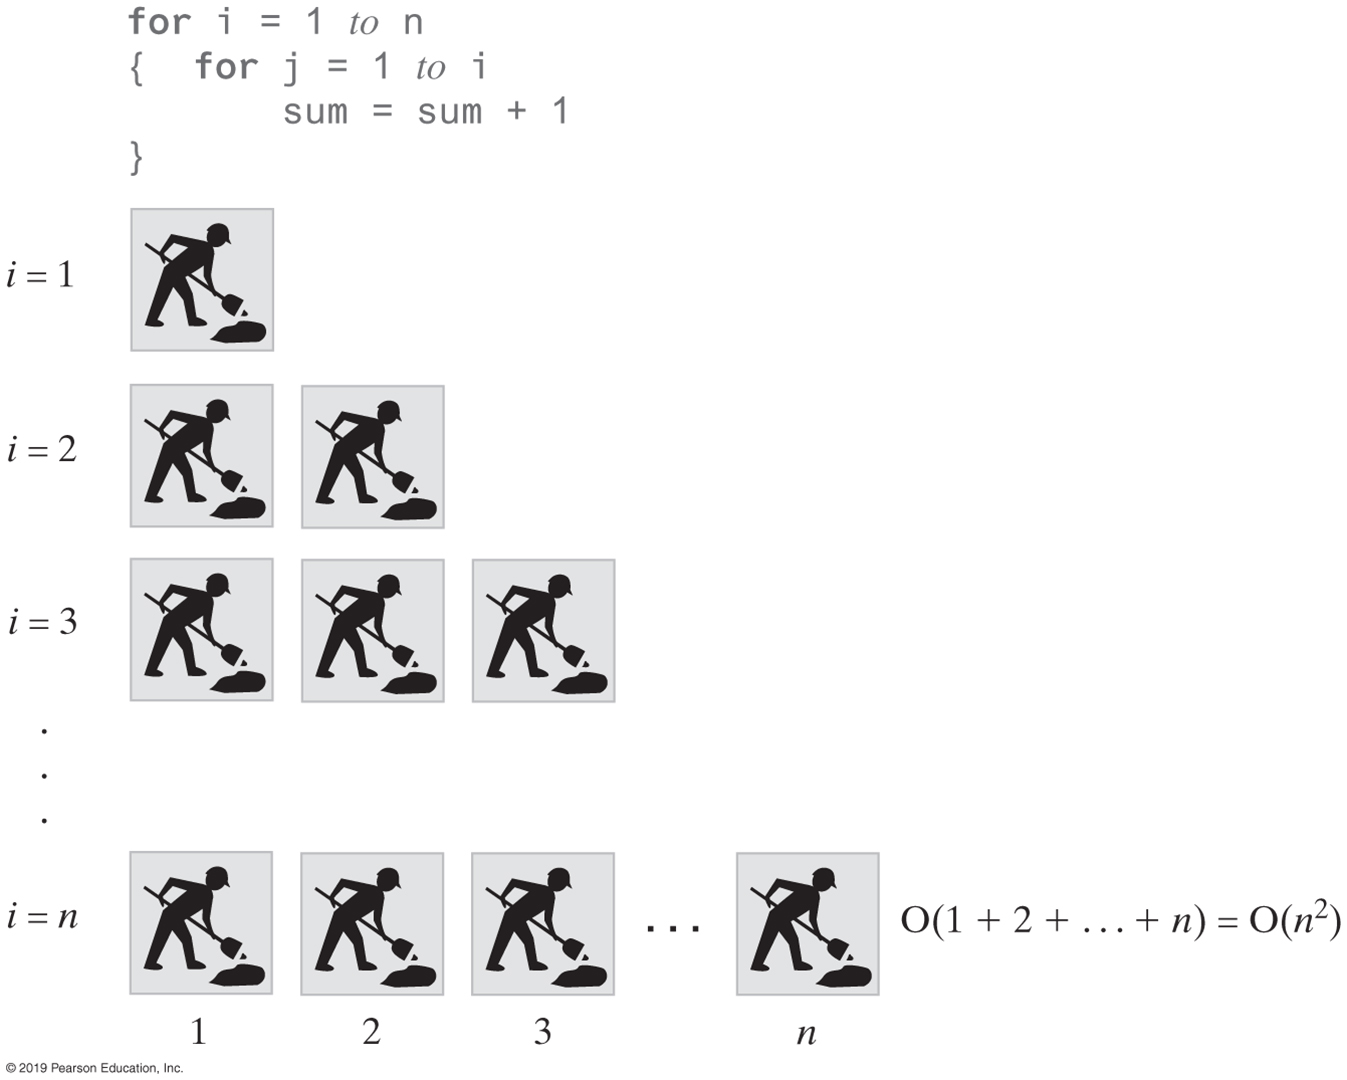 for i = 1 to n
{ for j = 1 to i
sum = sum + 1
}
i = 1
i = 2
i = 3
.
.
.
i = n ... O(1 + 2 + ... + n) = O(n²)
1 2 3 n
© 2019 Pearson Education, Inc.